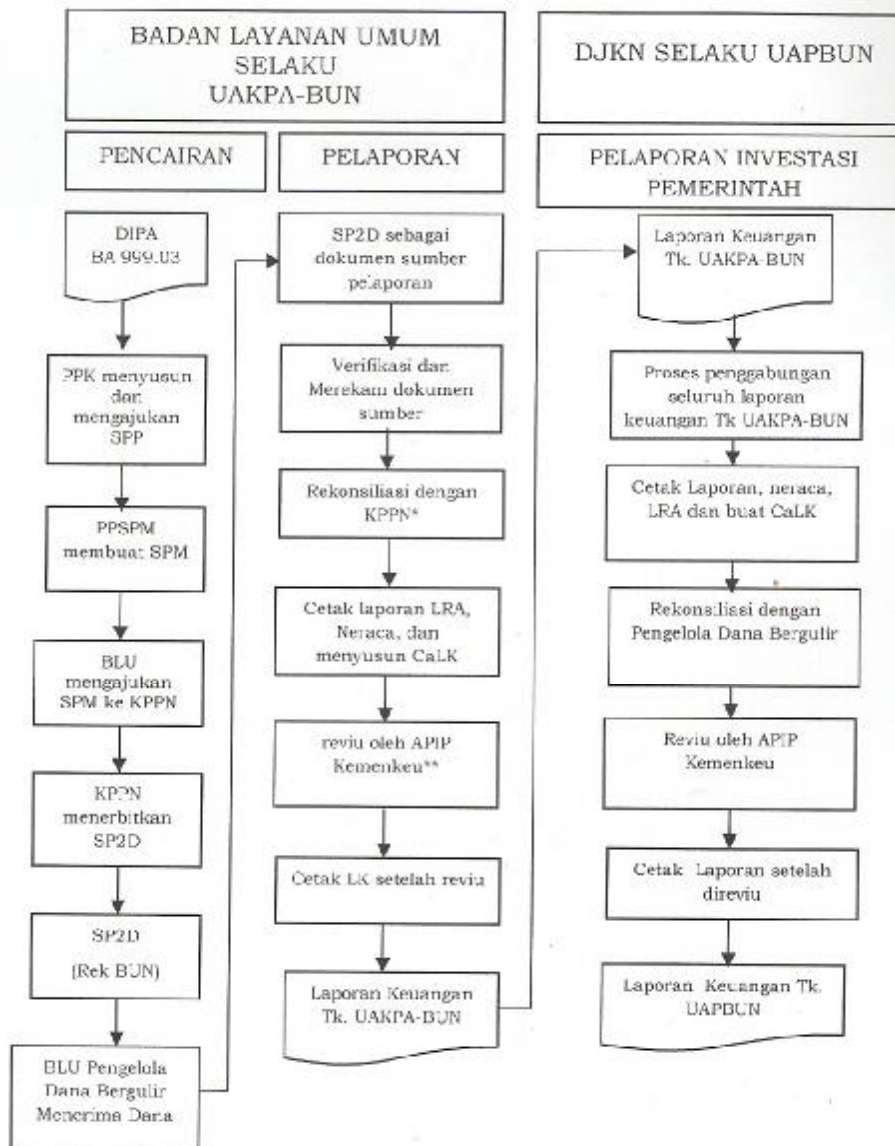 BADAN LAYANAN UMUM
SELAKU
UAKPA-BUN
DJKN SELAKU UAPBUN
PENCAIRAN
PELAPORAN
PELAPORAN INVESTASI
PEMERINTAH
DIPA
BA 999.03
PPK menyusun
dan
mengajukan
SPP
PPSPM
membuat SPM
BLU
mengajukan
SPM ke KPPN
KPPN
menerbitkan
SP2D
SP2D
(Rek BUN)
BLU Pengelola
Dana Bergulir
Menerima Dana
SP2D sebagai
dokumen sumber
pelaporan
Verifikasi dan
Merekam dokumen
sumber
Rekonsiliasi dengan
KPPN*
Cetak laporan LRA,
Neraca, dan
menyusun CaLK
reviu oleh APIP
Kemenkeu**
Cetak LK setelah reviu
Laporan Keuangan
Tk. UAKPA-BUN
Laporan Keuangan
Tk. UAKPA-BUN
Proses penggabungan
seluruh laporan
keuangan Tk UAKPA-BUN
Cetak Laporan, neraca,
LRA dan buat CaLK
Rekonsiliasi dengan
Pengelola Dana Bergulir
Reviu oleh APIP
Kemenkeu
Cetak Laporan setelah
direviu
Laporan Keuangan Tk.
UAPBUN